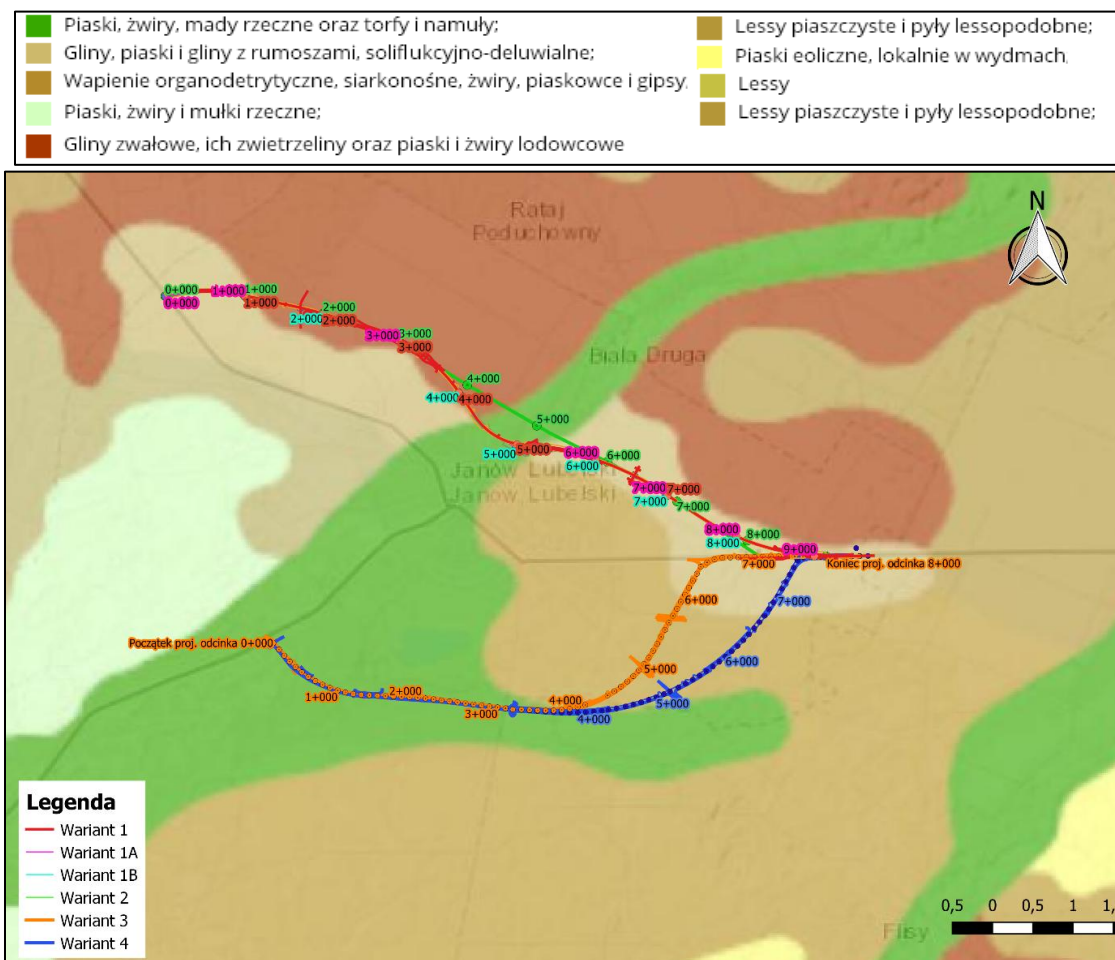 Piaski, żwiry, mady rzeczne oraz torfy i namuły;
Gliny, piaski i gliny z rumoszami, soliflukcyjno-deluwialne;
Wapienie organodetrytyczne, siarkonośne, żwiry, piaskowce i gipsy
Piaski, żwiry i mułki rzeczne;
Gliny zwałowe, ich zwietrzeliny oraz piaski i żwiry lodowcowe
Lessy piaszczyste i pyły lessopodobne;
Piaski eoliczne, lokalnie w wydmach
Lessy
Lessy piaszczyste i pyły lessopodobne;
N
Rataj
Poduchowny
0+000
0+000
1+000
1+000
1+000
2+000
2+000
2+000
3+000
3+000
3+000
Biala Druga
4+000
4+000
4+000
5+000
5+000
5+000
6+000
6+000
6+000
Janów Lubelski
Janów Lubelski
7+000
7+000
7+000
7+000
8+000
8+000
8+000
9+000
7+000
Koniec proj. odcinka 8+000
Początek proj. odcinka 0+000
1+000
2+000
3+000
4+000
5+000
6+000
4+000
5+000
6+000
7+000
Legenda
Wariant 1
Wariant 1A
Wariant 1B
Wariant 2
Wariant 3
Wariant 4
Flisy
0,5 0 0,5 1